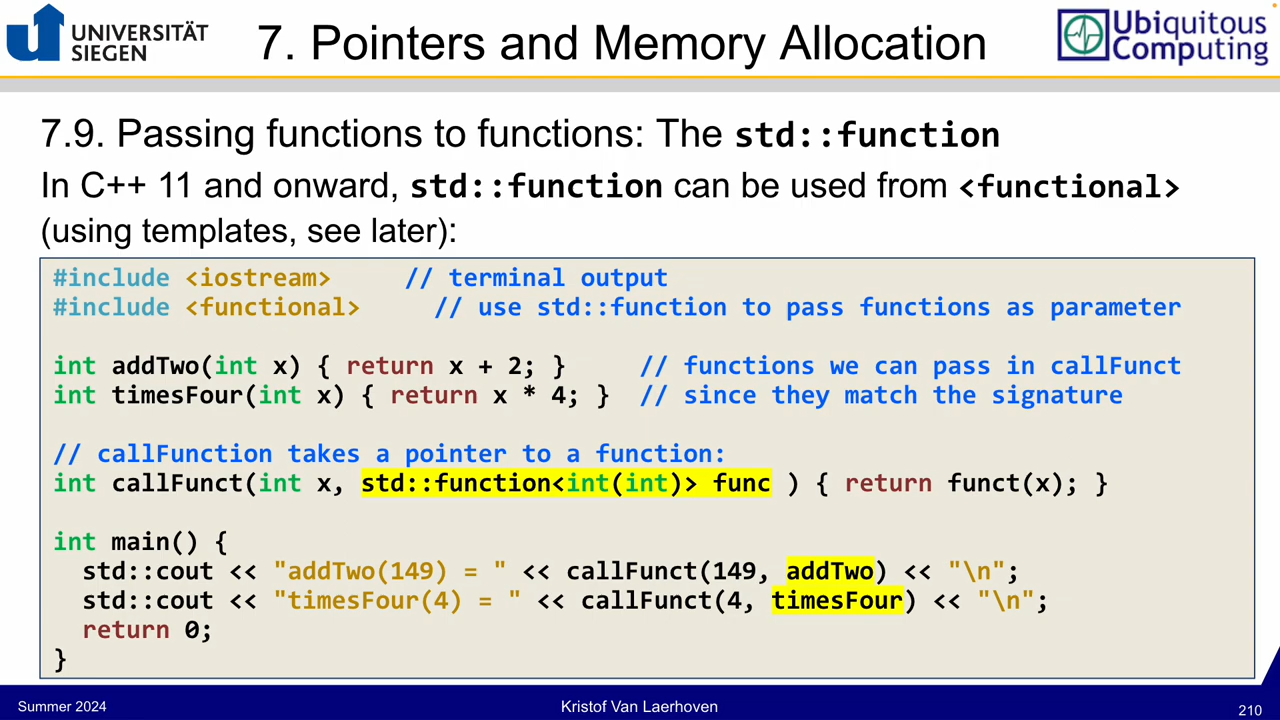 UNIVERSITÄT
SIEGEN
7. Pointers and Memory Allocation
Ubiquitous
Computing
7.9. Passing functions to functions: The std::function
In C++ 11 and onward, std::function can be used from <functional>
(using templates, see later):
#include <iostream>     // terminal output
#include <functional>     // use std::function to pass functions as parameter
int addTwo(int x) { return x + 2; }     // functions we can pass in callFunct
int timesFour(int x) { return x * 4; }  // since they match the signature
// callFunction takes a pointer to a function:
int callFunct(int x, std::function<int(int)> func ) { return funct(x); }
int main() {
  std::cout << "addTwo(149) = " << callFunct(149, addTwo) << "\n";
  std::cout << "timesFour(4) = " << callFunct(4, timesFour) << "\n";
  return 0;
}
Summer 2024
Kristof Van Laerhoven
210